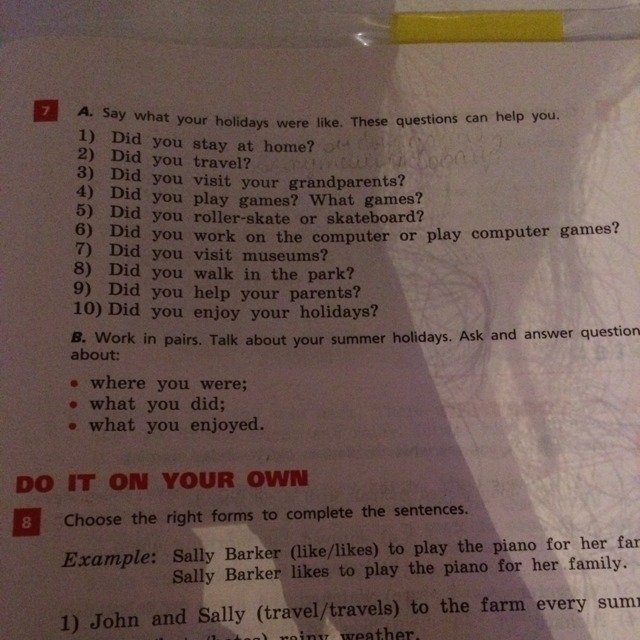 7 A. Say what your holidays were like. These questions can help you.
1) Did you stay at home?
2) Did you travel?
3) Did you visit your grandparents?
4) Did you play games? What games?
5) Did you roller-skate or skateboard?
6) Did you work on the computer or play computer games?
7) Did you visit museums?
8) Did you walk in the park?
9) Did you help your parents?
10) Did you enjoy your holidays?
B. Work in pairs. Talk about your summer holidays. Ask and answer question
about:
• where you were;
• what you did;
• what you enjoyed.
DO IT ON YOUR OWN
8 Choose the right forms to complete the sentences.
Example: Sally Barker (like/likes) to play the piano for her far
Sally Barker likes to play the piano for her family.
1) John and Sally (travel/travels) to the farm every sum
rainy weather.